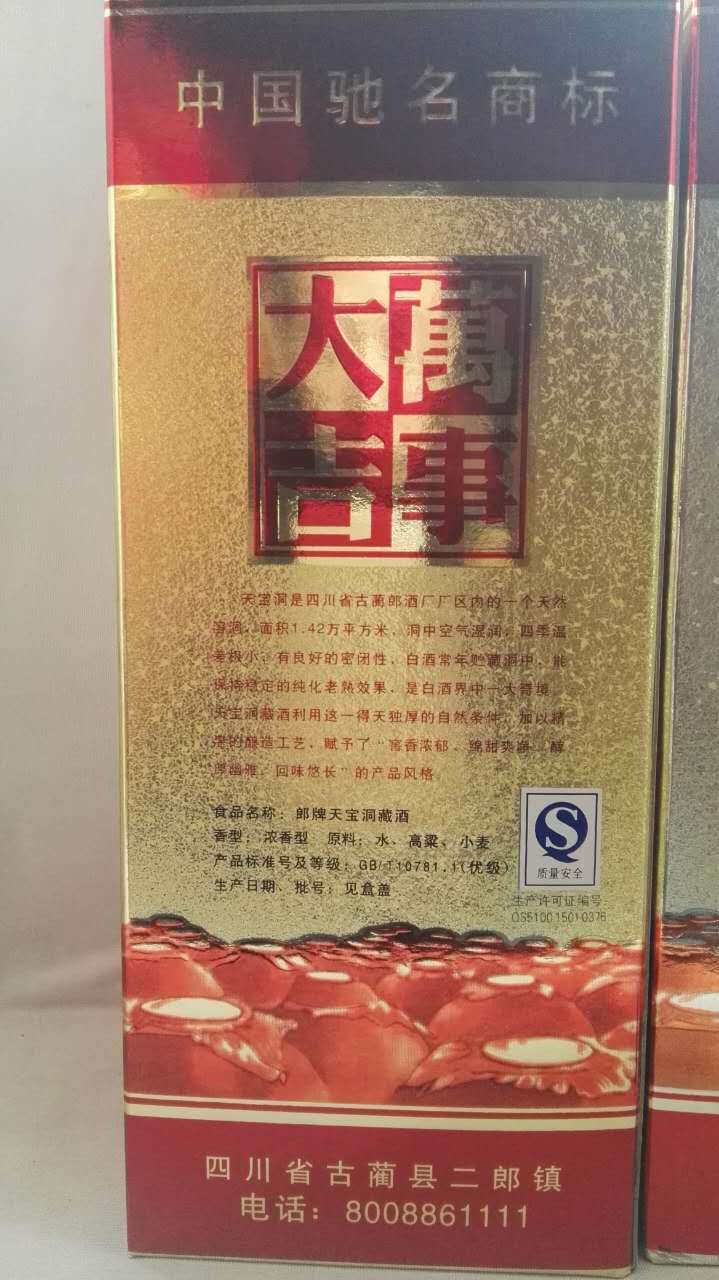 中国驰名商标
萬事
大吉
天宝洞是四川省古蔺郎酒厂厂区内的一个天然
溶洞，面积1.42万平方米，洞中空气湿润，四季温
差极小，有良好的密闭性，白酒常年贮藏洞中，能
保持稳定的纯化老熟效果，是白酒界中一大奇境
天宝洞藏酒利用这一得天独厚的自然条件，加以精
湛的酿造工艺，赋予了“窖香浓郁、绵甜爽净、醇
厚幽雅、回味悠长”的产品风格
食品名称：郎牌天宝洞藏酒
香型：浓香型 原料：水、高粱、小麦
产品标准号及等级：GB/T10781.1(优级)
生产日期、批号：见盒盖
S
质量安全
生产许可证编号
QS510015010376
四川省古蔺县二郎镇
电话：8008861111